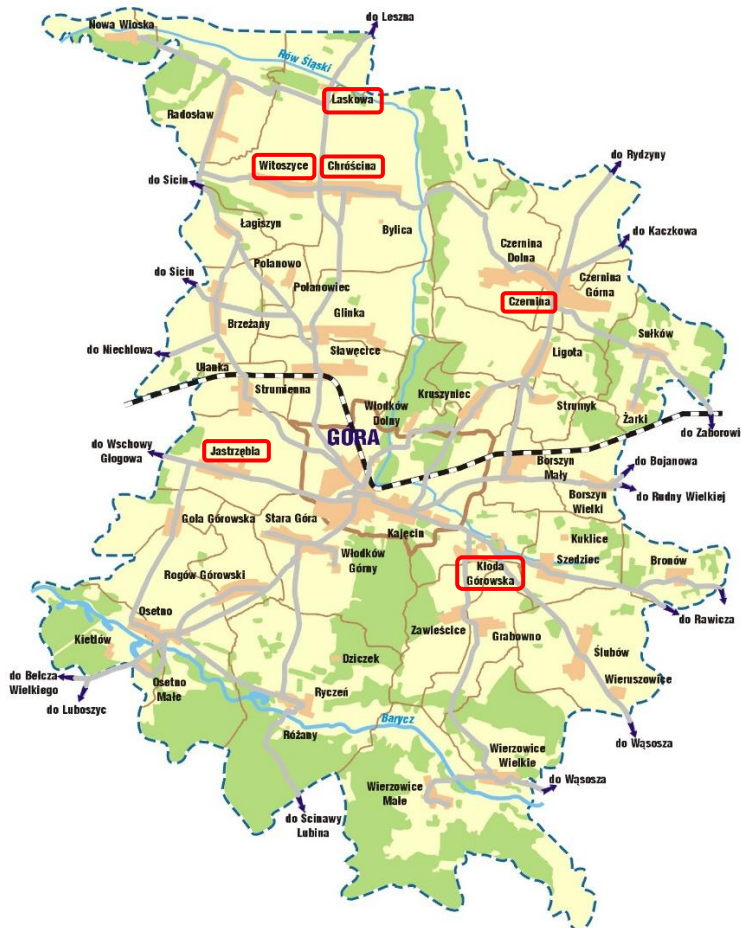 do Leszna
Nowa Wioska
Rów Śląski
Łaskowa
Radosław
do Rydzyny
Witoszyce
Chróścina
do Sicin
Łagiszyn
Bylica
do Kaczkowa
Czernina
Dolna
Polanowo
do Sicin
Czernina
Górna
Połanowiec
Czernina
Glinka
Brzeżany
Sułków
do Niechlowa
Sławęcice
Ligota
Ułanka
Strumienna
Kruszyniec
Włodków
Dolny
Strumyk
Żarki
do Zaborowi
GÓRA
do Wschowy
Głogowa
Jastrzębia
Borszyn
Mały
do Bojanowa
do Rudny Wielkiej
Borszyn
Wielki
Gola Górowska
Stara Góra
Kajęcin
Kuklice
Włodków
Górny
Szedziec
Bronów
Kłoda
Górowska
Rogów Górowski
Osetno
Zawieścice
do Rawicza
Grabowno
Kietlów
Ślubów
Dziczek
do Bełcza
Wielkiego
Wieruszowice
Osetno
Małe
Ryczeń
do Luboszyc
Barycz
Różany
do Wąsosza
Wierzowice
Wielkie
Wierzowice
Małe
do Wąsosza
do Ścinawy
Lubina